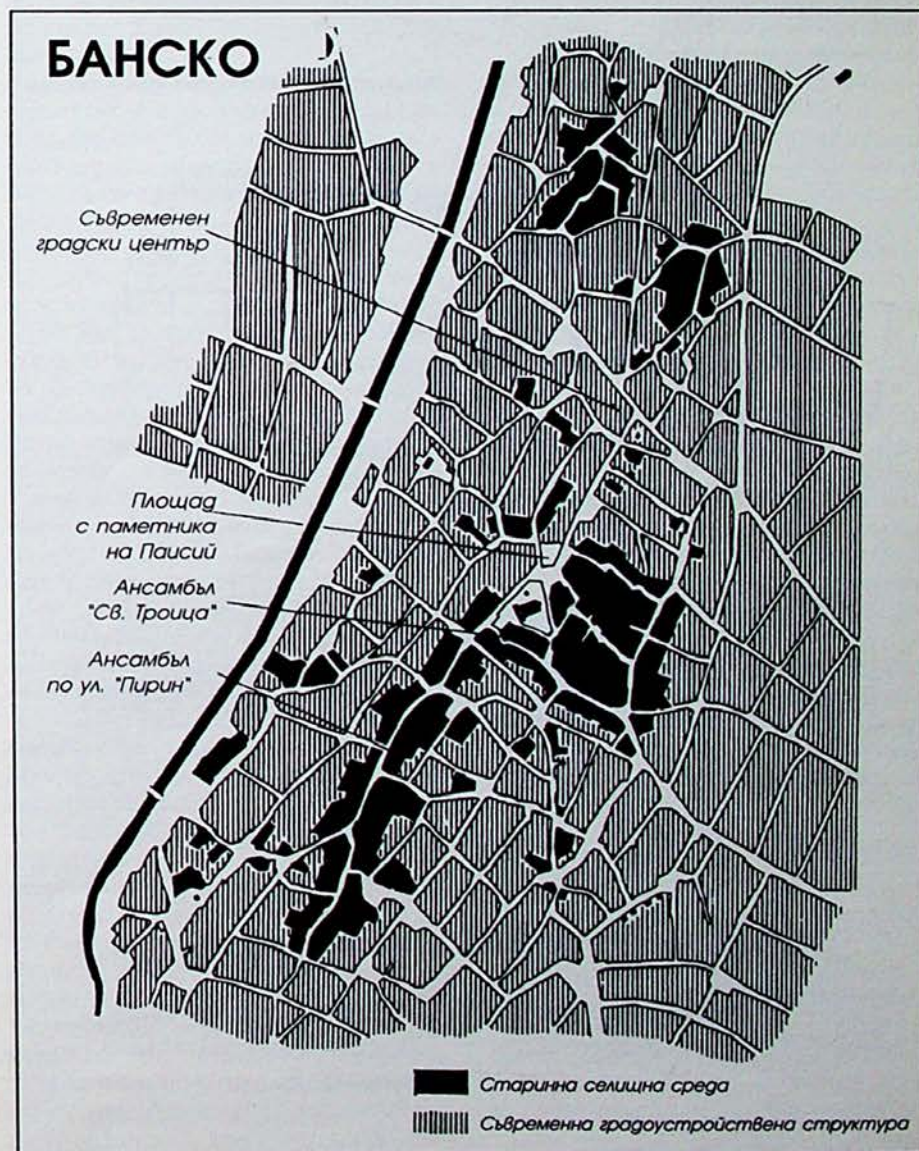 БАНСКО
Съвременен
градски център
Площад
с паметника
на Паисий
Ансамбъл
"Св. Троица"
Ансамбъл
по ул. "Пирин"
Старинна селищна среда
Съвременна градоустройствена структура